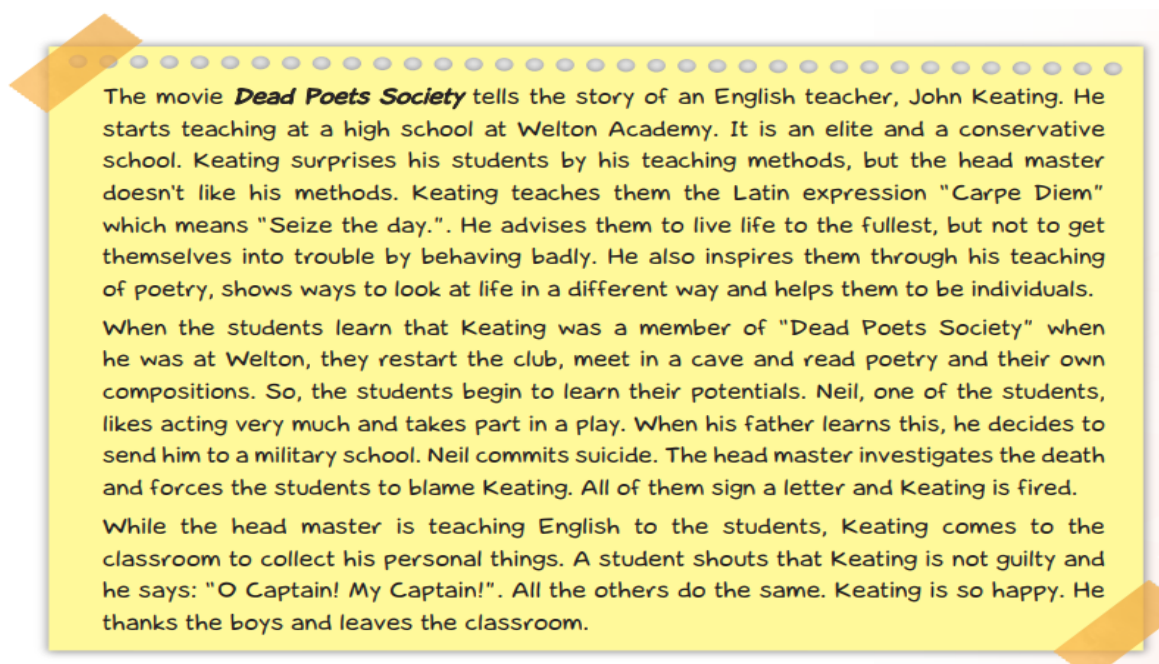 The movie Dead Poets Society tells the story of an English teacher, John Keating. He
starts teaching at a high school at Welton Academy. It is an elite and a conservative
school. Keating surprises his students by his teaching methods, but the head master
doesn't like his methods. Keating teaches them the Latin expression “Carpe Diem”
which means “Seize the day.”. He advises them to live life to the fullest, but not to get
themselves into trouble by behaving badly. He also inspires them through his teaching
of poetry, shows ways to look at life in a different way and helps them to be individuals.
When the students learn that Keating was a member of “Dead Poets Society” when
he was at Welton, they restart the club, meet in a cave and read poetry and their own
compositions. So, the students begin to learn their potentials. Neil, one of the students,
likes acting very much and takes part in a play. When his father learns this, he decides to
send him to a military school. Neil commits suicide. The head master investigates the death
and forces the students to blame Keating. All of them sign a letter and Keating is fired.
While the head master is teaching English to the students, Keating comes to the
classroom to collect his personal things. A student shouts that Keating is not guilty and
he says: “O Captain! My Captain!”. All the others do the same. Keating is so happy. He
thanks the boys and leaves the classroom.